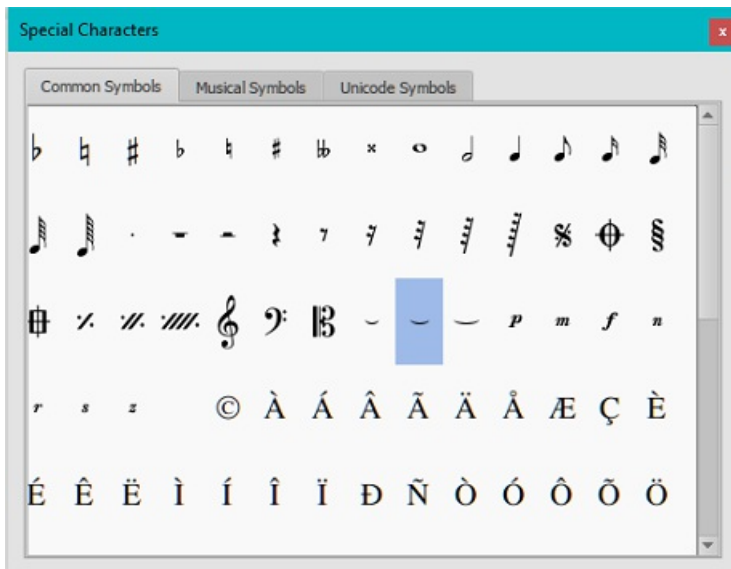 Special Characters
x
Common Symbols Musical Symbols Unicode Symbols
♭ ♮ ♯ ♭ ♮ ♯ 𝄫 𝄪 𝅝 𝅗𝅥 𝅘𝅥 𝅘𝅥𝅮 𝅘𝅥𝅯 𝅘𝅥𝅰
p m f n
r s z © À Á Â Ã Ä Å Æ Ç È
É Ê Ë Ì Í Î Ï Ð Ñ Ò Ó Ô Õ Ö